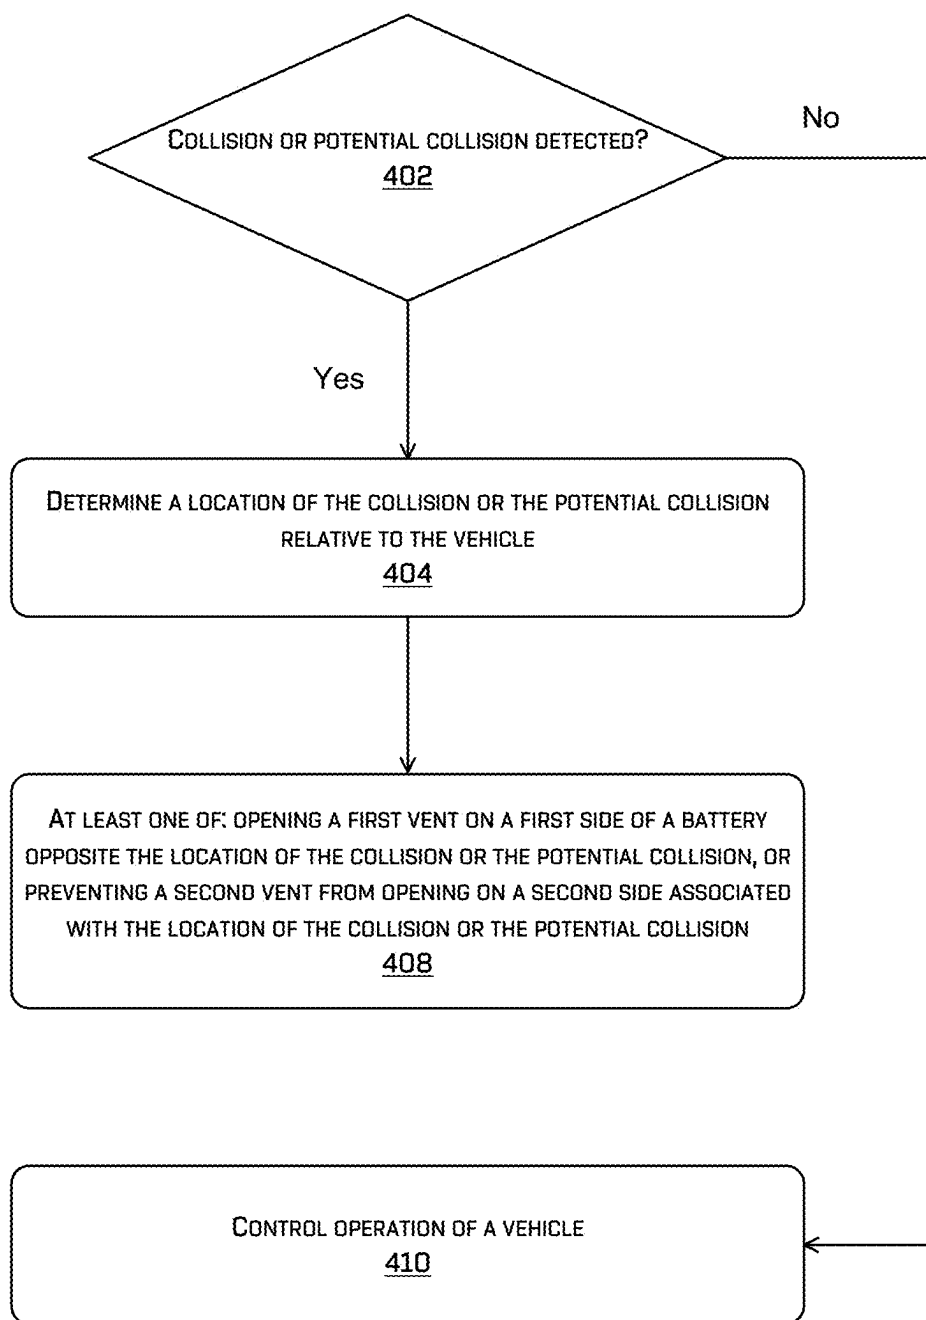 Collision or potential collision detected?
402
No
Yes
Determine a location of the collision or the potential collision
relative to the vehicle
404
At least one of: opening a first vent on a first side of a battery
opposite the location of the collision or the potential collision, or
preventing a second vent from opening on a second side associated
with the location of the collision or the potential collision
408
Control operation of a vehicle
410